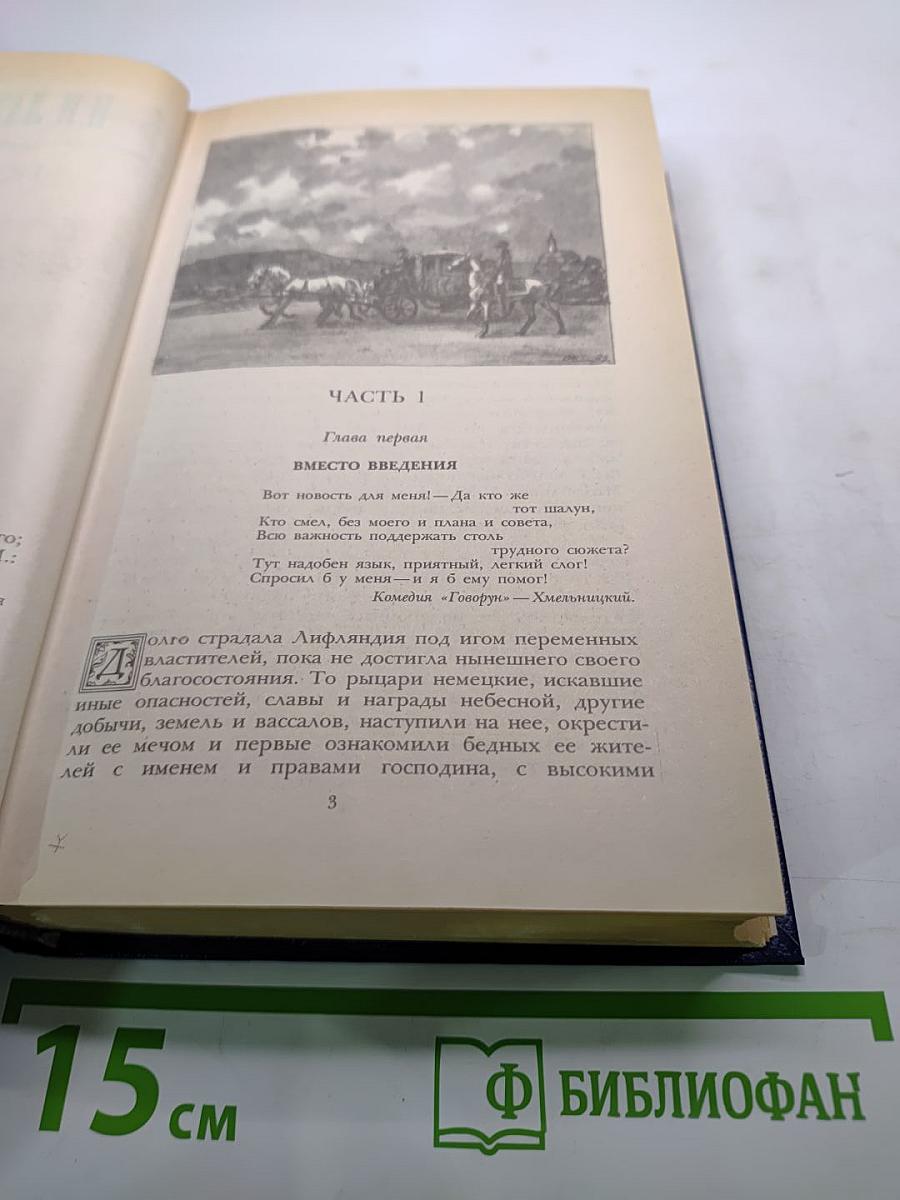 ЧАСТЬ 1
Глава первая
ВМЕСТО ВВЕДЕНИЯ
Вот новость для меня! — Да кто же
тот шалун,
Кто смел, без моего и плана и совета,
Всю важность поддержать столь
трудного сюжета?
Тут надобен язык, приятный, легкий слог!
Спросил б у меня — и я б ему помог!
Комедия «Говорун» — Хмельницкий.
Долго страдала Лифляндия под игом переменных
властителей, пока не достигла нынешнего своего
благосостояния. То рыцари немецкие, искавшие
иные опасностей, славы и награды небесной, другие
добычи, земель и вассалов, наступили на нее, окрести-
ли ее мечом и первые ознакомили бедных ее жите-
лей с именем и правами господина, с высокими
3
15 см
Ф БИБЛИОФАН